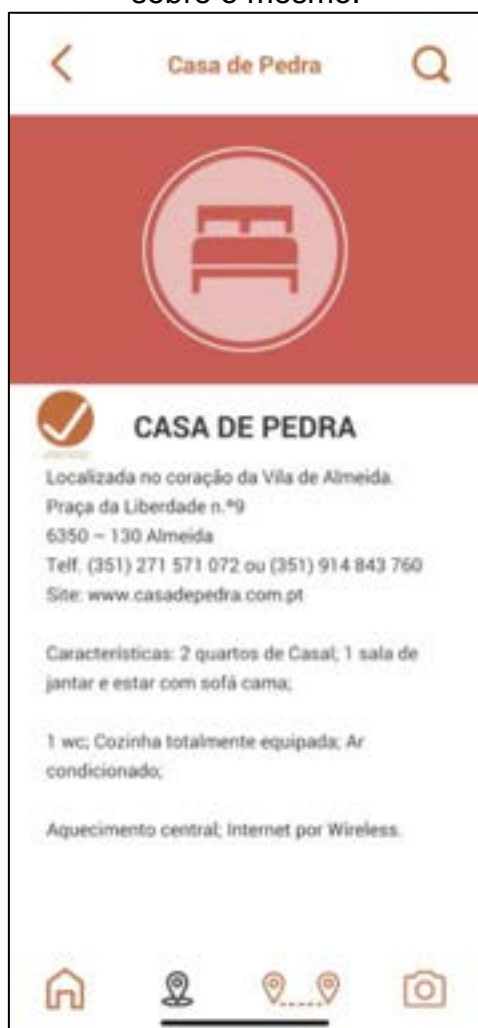 sobre o mesmo.
Casa de Pedra
CASA DE PEDRA
Localizada no coração da Vila de Almeida.
Praça da Liberdade n.º9
6350 – 130 Almeida
Telf. (351) 271 571 072 ou (351) 914 843 760
Site: www.casadepedra.com.pt
Características: 2 quartos de Casal; 1 sala de
jantar e estar com sofá cama;
1 wc; Cozinha totalmente equipada; Ar
condicionado;
Aquecimento central; Internet por Wireless.